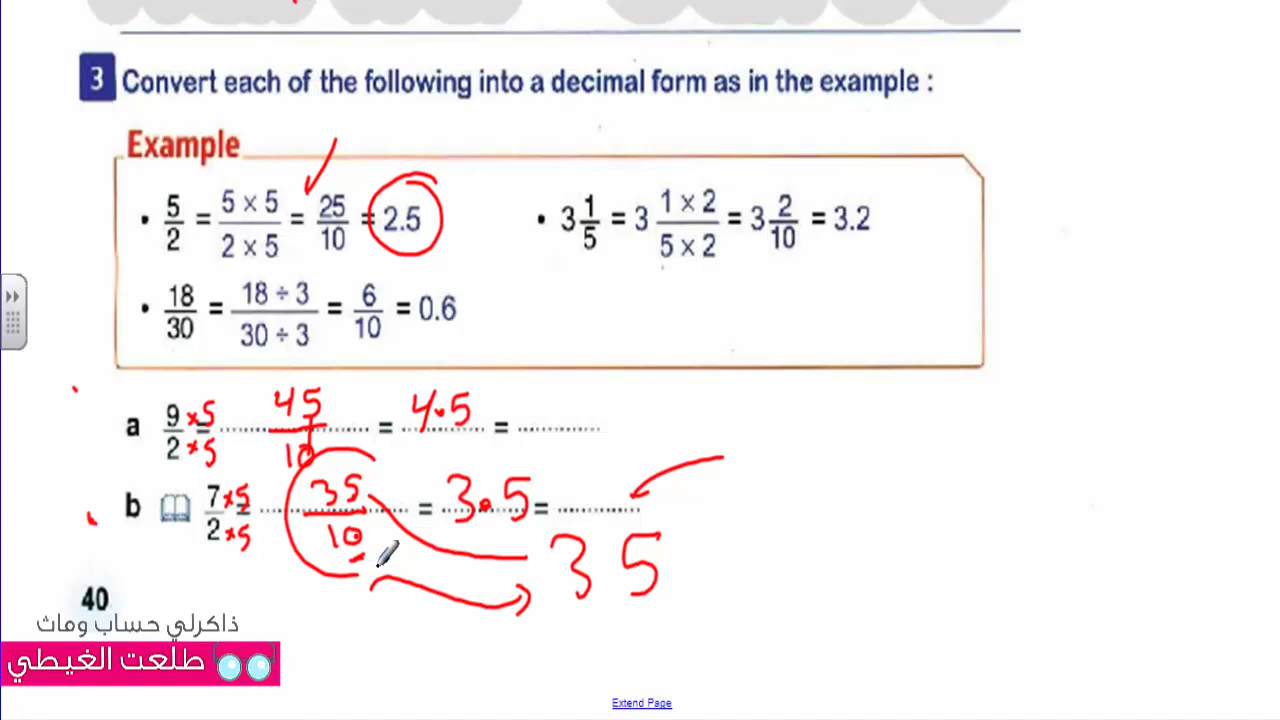 3 Convert each of the following into a decimal form as in the example :
Example
• 5/2 = 5 × 5 / 2 × 5 = 25/10 = 2.5
• 3 1/5 = 3 1 × 2 / 5 × 2 = 3 2/10 = 3.2
• 18/30 = 18 ÷ 3 / 30 ÷ 3 = 6/10 = 0.6
a 9/2 ×5 ×5 = 45/10 = 4.5 = ............
b 7/2 ×5 ×5 = 35/10 = 3.5 = ............
35
40
ذاكرلي حساب وماث
طلعت الغيطي
Extend Page